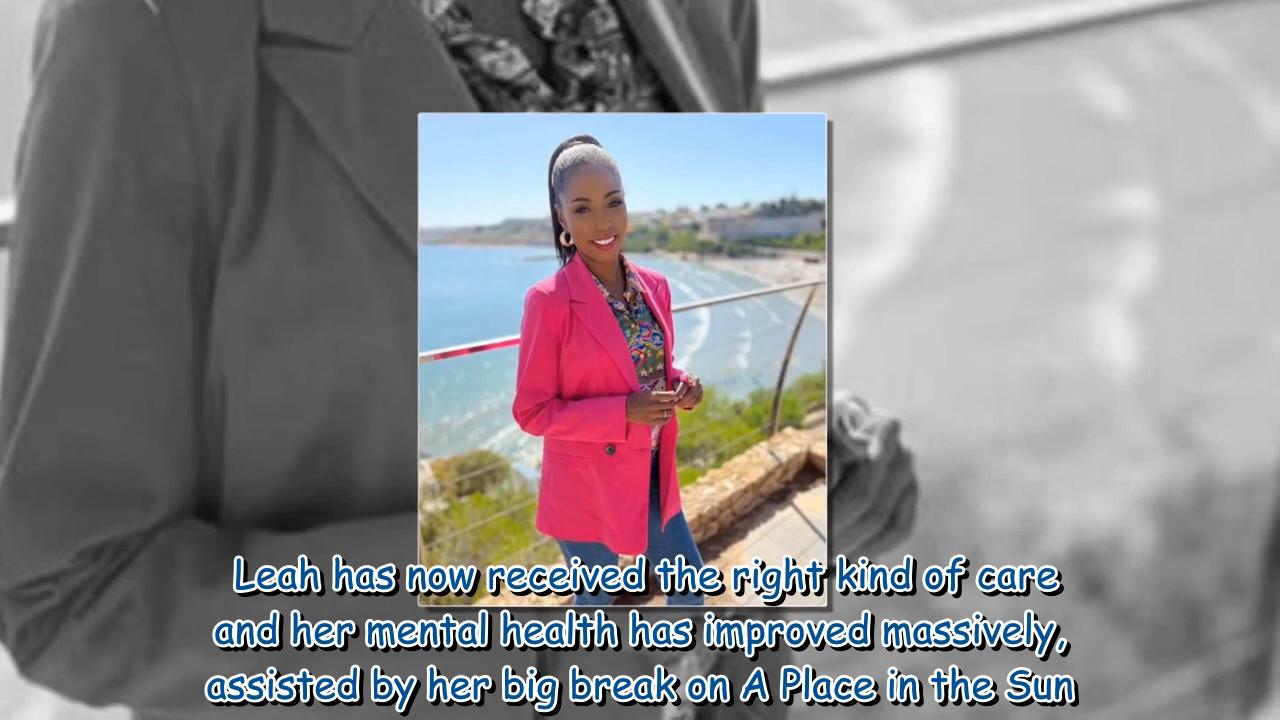 Leah has now received the right kind of care
and her mental health has improved massively,
assisted by her big break on A Place in the Sun